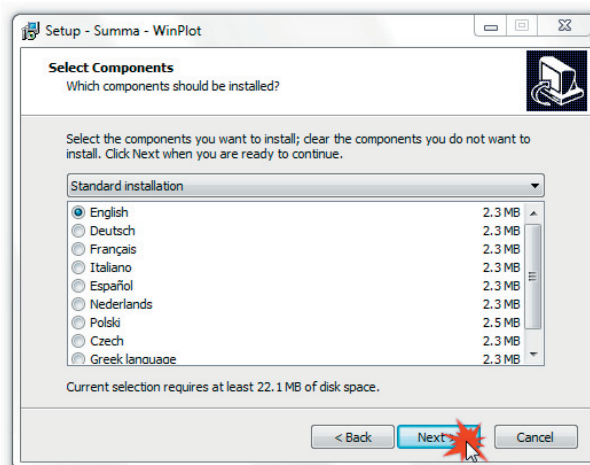 Setup - Summa - WinPlot
Select Components
Which components should be installed?
Select the components you want to install; clear the components you do not want to
install. Click Next when you are ready to continue.
Standard installation
English 2.3 MB
Deutsch 2.3 MB
Français 2.3 MB
Italiano 2.3 MB
Español 2.3 MB
Nederlands 2.3 MB
Polski 2.5 MB
Czech 2.3 MB
Greek language 2.3 MB
Current selection requires at least 22.1 MB of disk space.
< Back Next > Cancel